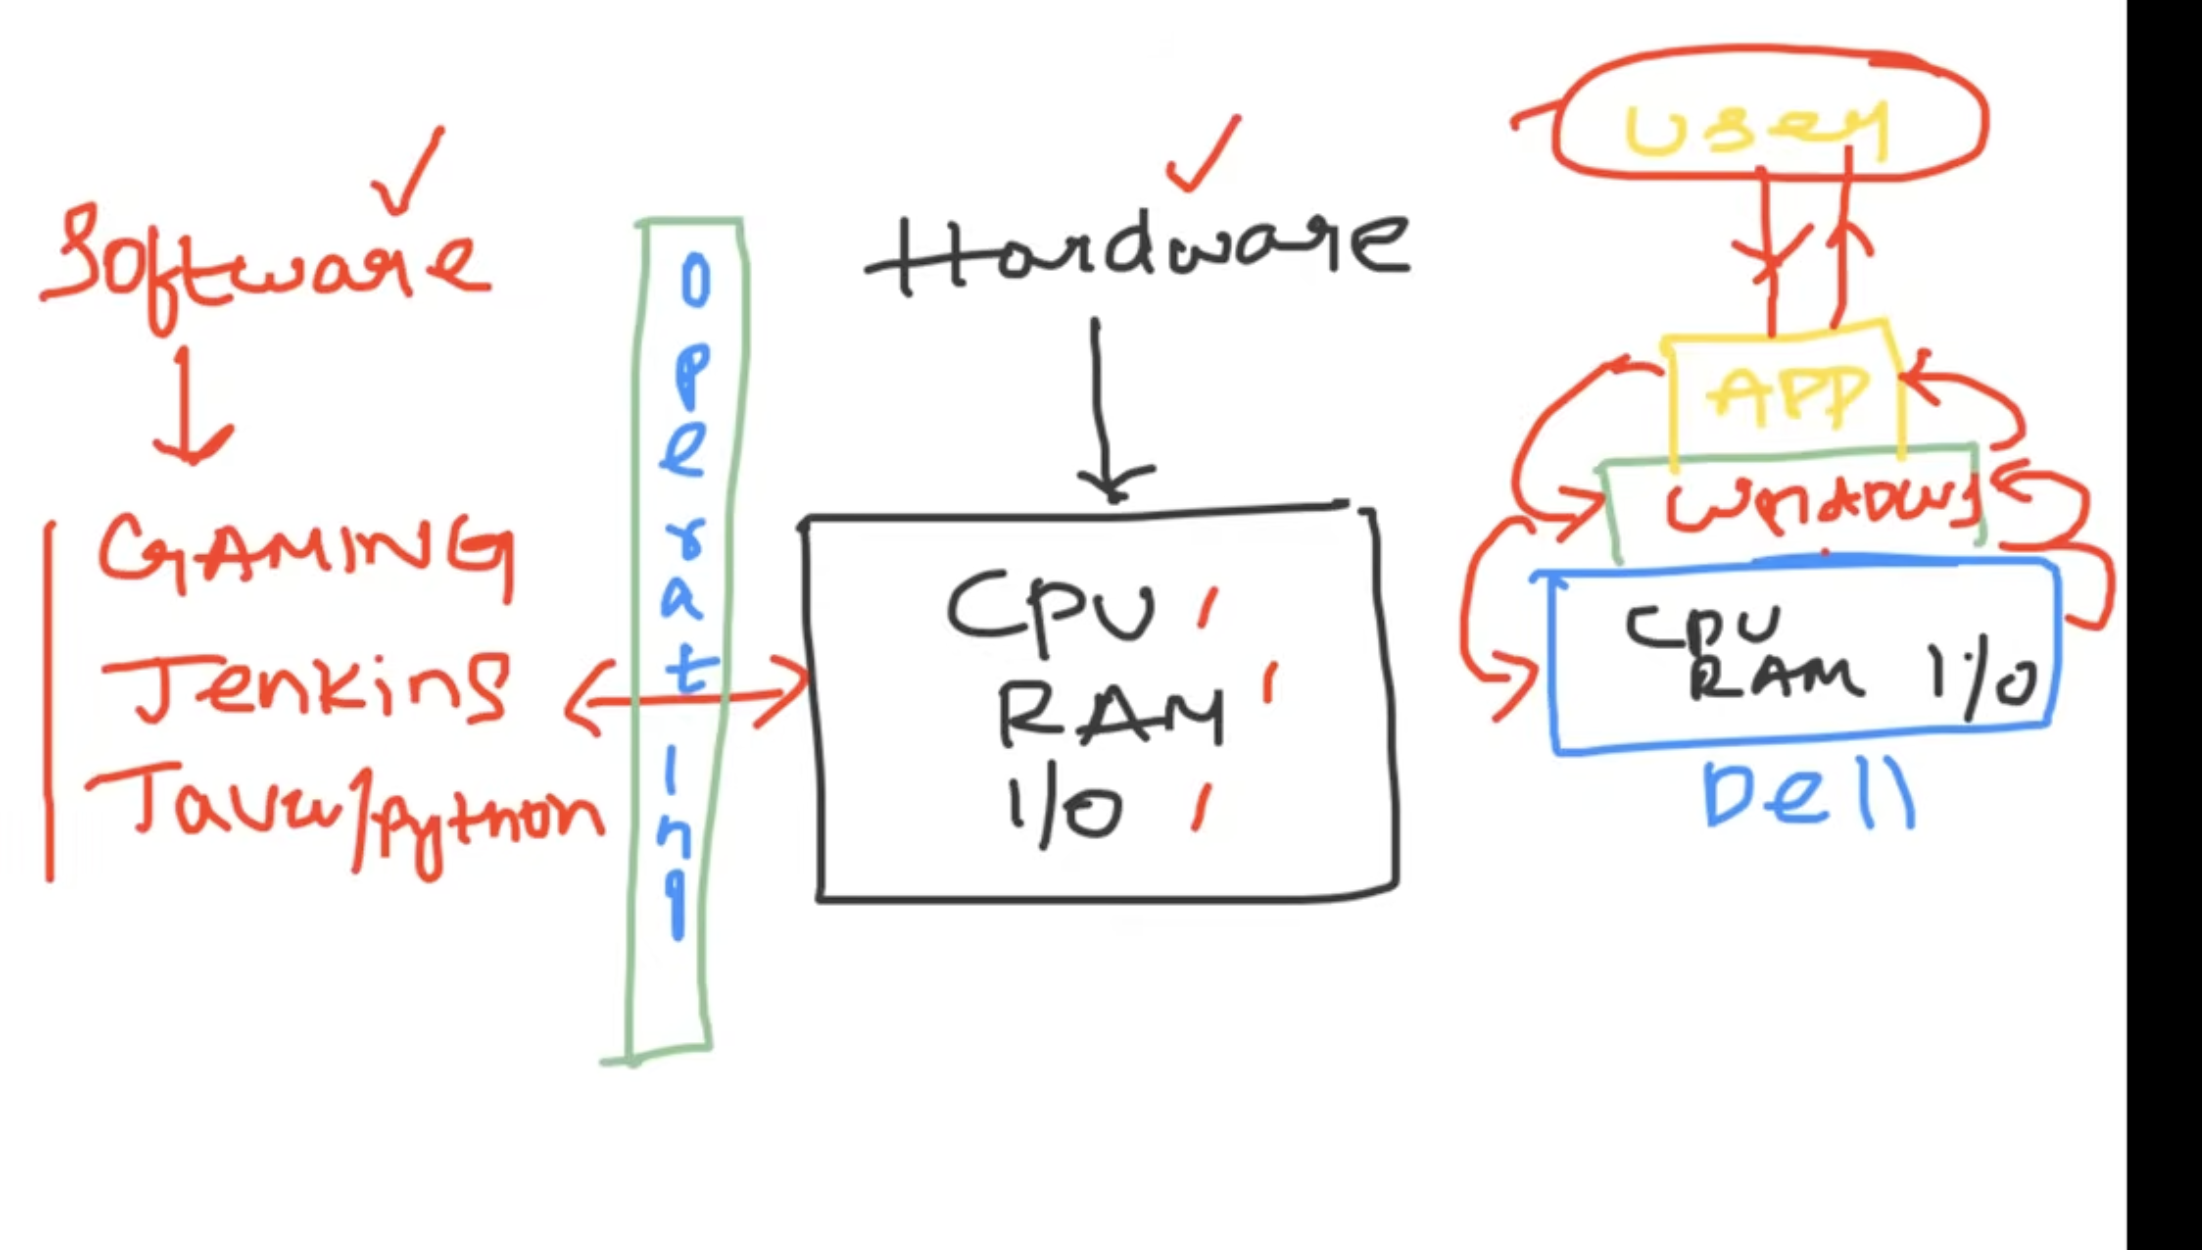 Software
GAMING
Jenkins
Java/python
Operating
Hardware
CPU
RAM
I/O
User
APP
windows
CPU
RAM I/O
Dell